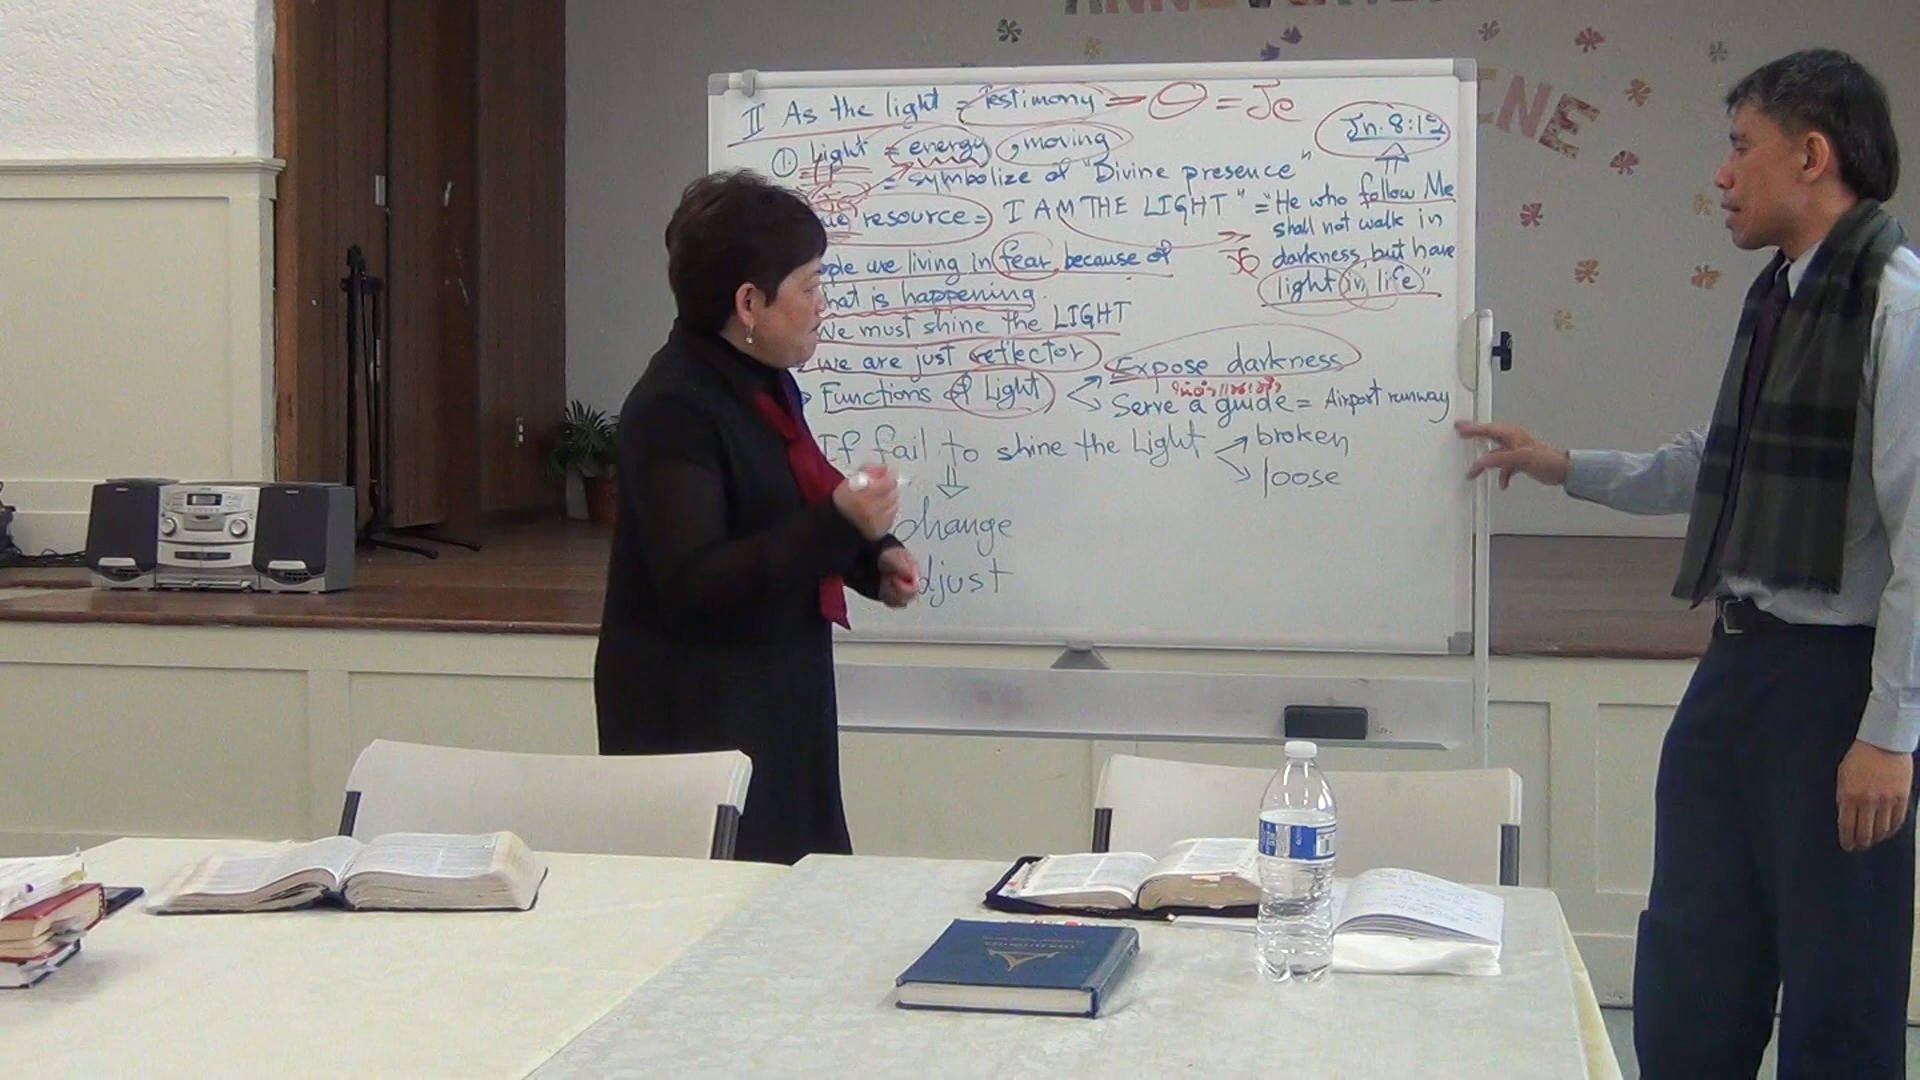 II As the light = Testimony → = Je
Jn. 8:12
① Light = energy, moving
= symbolize of "Divine presence"
resource = I AM THE LIGHT" = "He who follow Me
shall not walk in
darkness, but have
light in life"
ople are living in fear, because of
hat is happening.
We must shine the LIGHT
we are just reflector
Expose darkness
Functions of Light
Serve a guide = Airport runway
If fail to shine the Light
broken
loose
change
djust